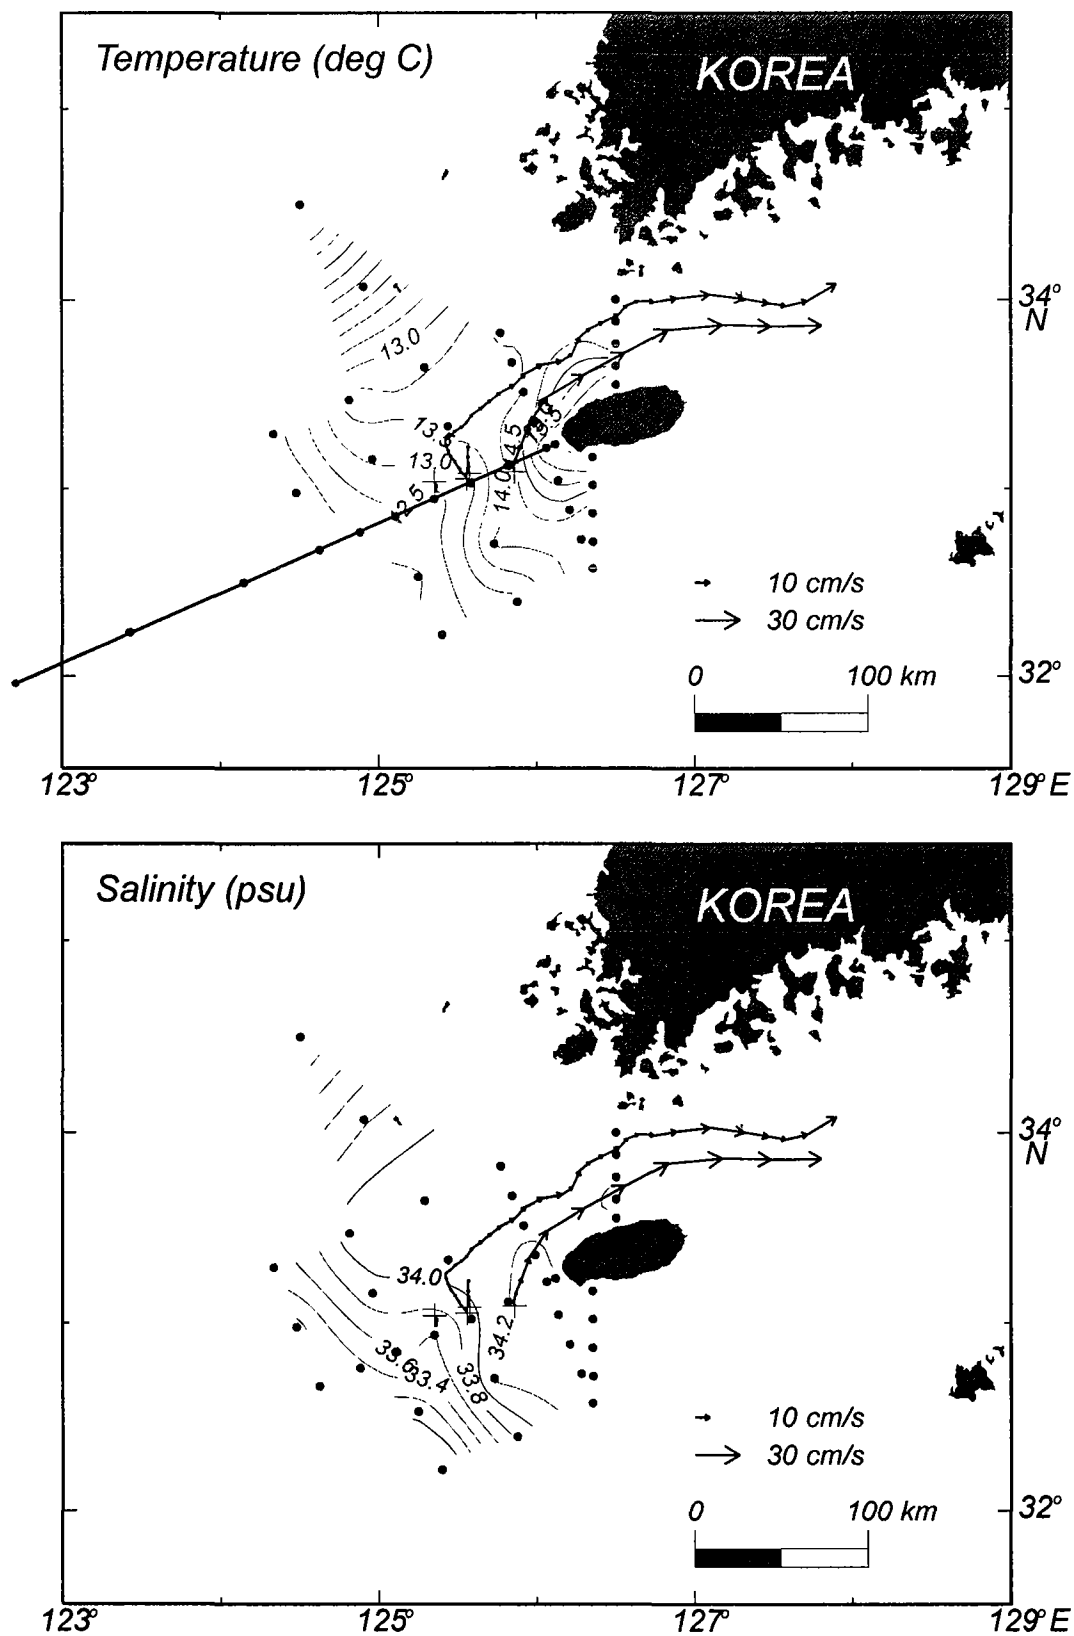 Temperature (deg C)
KOREA
34°
N
13.0
13.5
13.0
12.5
14.0
14.5
15.5
10 cm/s
30 cm/s
0 100 km
32°
123° 125° 127° 129° E
Salinity (psu)
KOREA
34°
N
34.0
34.2
33.6
33.4
33.8
10 cm/s
30 cm/s
0 100 km
32°
123° 125° 127° 129° E